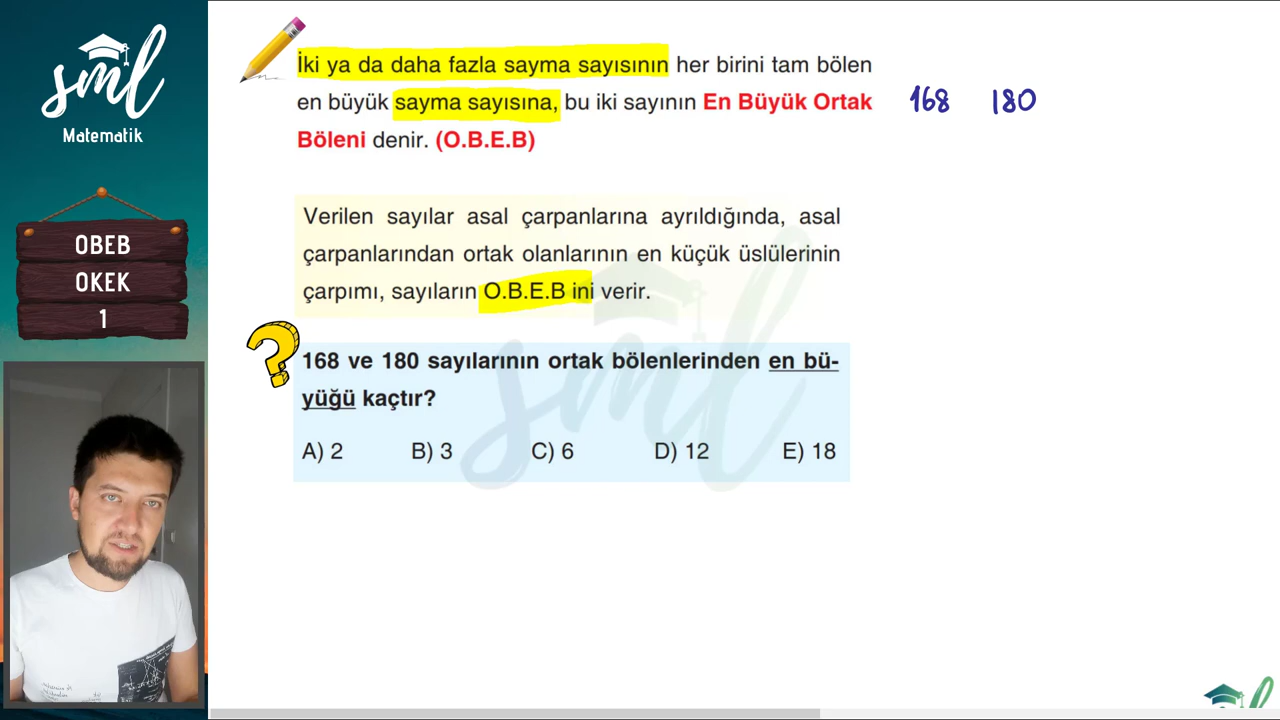 sml
Matematik
OBEB
OKEK
1
İki ya da daha fazla sayma sayısının her birini tam bölen
en büyük sayma sayısına, bu iki sayının En Büyük Ortak
Böleni denir. (O.B.E.B)
168 180
Verilen sayılar asal çarpanlarına ayrıldığında, asal
çarpanlarından ortak olanlarının en küçük üslülerinin
çarpımı, sayıların O.B.E.B ini verir.
168 ve 180 sayılarının ortak bölenlerinden en bü-
yüğü kaçtır?
A) 2 B) 3 C) 6 D) 12 E) 18
sml